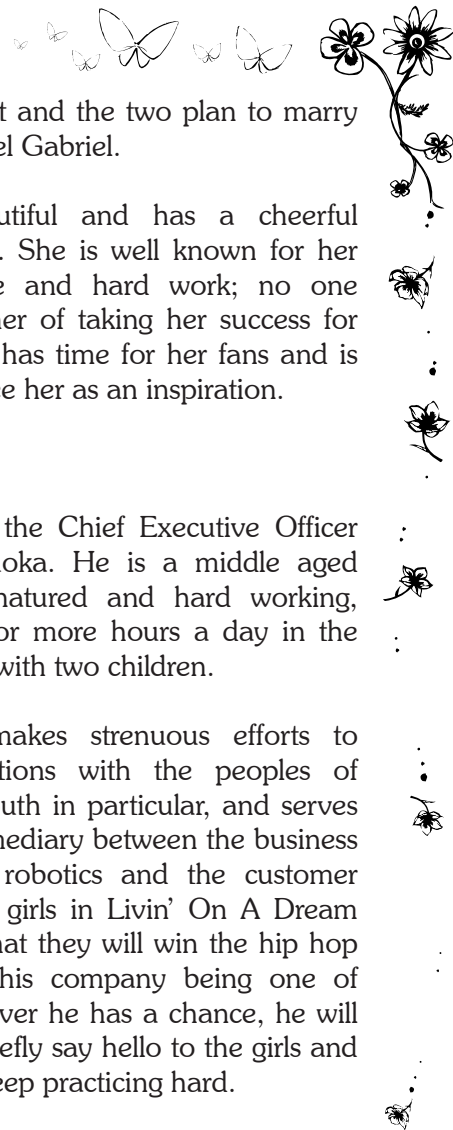 t and the two plan to marry
el Gabriel.
utiful and has a cheerful
. She is well known for her
e and hard work; no one
her of taking her success for
has time for her fans and is
e her as an inspiration.
the Chief Executive Officer
oka. He is a middle aged
natured and hard working,
or more hours a day in the
with two children.
makes strenuous efforts to
tions with the peoples of
uth in particular, and serves
mediary between the business
robotics and the customer
girls in Livin’ On A Dream
hat they will win the hip hop
his company being one of
ver he has a chance, he will
efly say hello to the girls and
eep practicing hard.